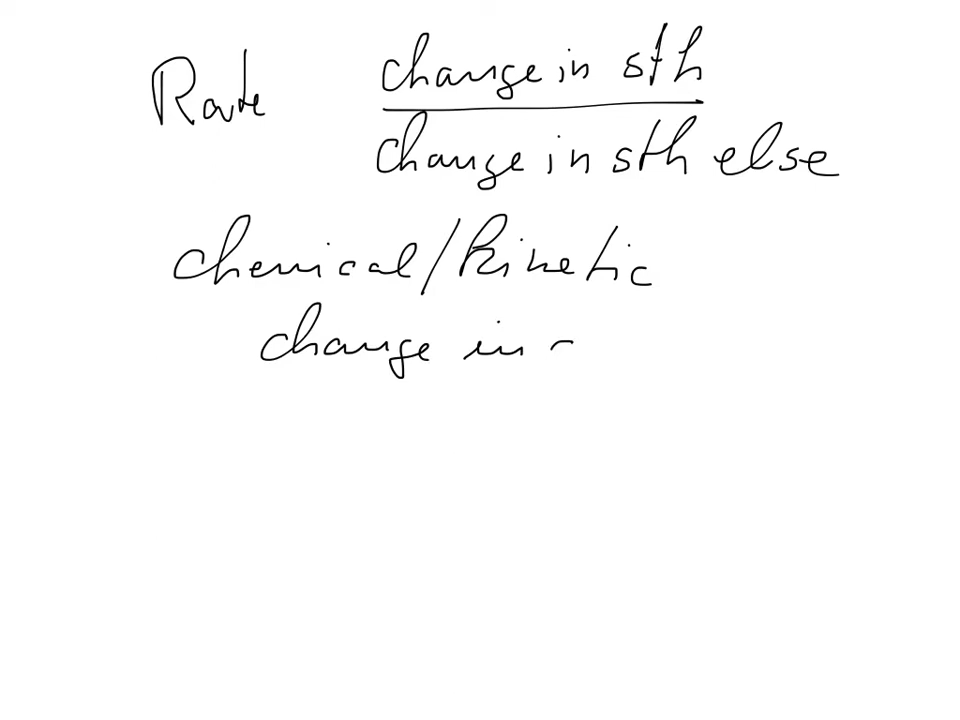 Rate change in sth
change in sth else
chemical/kinetic
change in